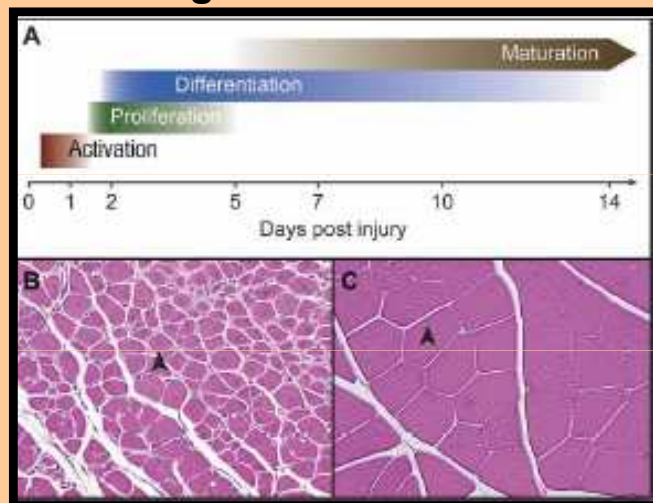 A
Maturation
Differentiation
Proliferation
Activation
0 1 2 5 7 10 14
Days post injury
B
C